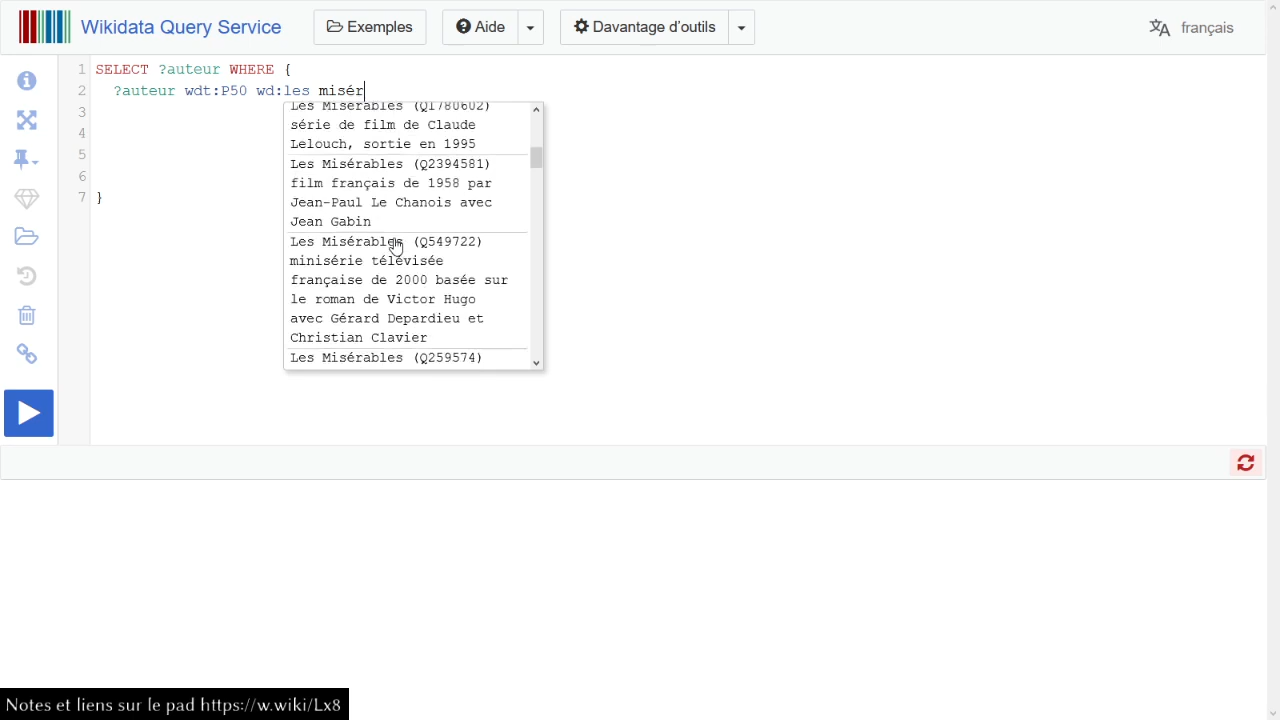 Wikidata Query Service
Exemples
Aide
Davantage d'outils
français
1 SELECT ?auteur WHERE {
2 ?auteur wdt:P50 wd:les misér
3
4
5
6
7 }
Les Misérables (Q1780602)
série de film de Claude
Lelouch, sortie en 1995
Les Misérables (Q2394581)
film français de 1958 par
Jean-Paul Le Chanois avec
Jean Gabin
Les Misérables (Q549722)
minisérie télévisée
française de 2000 basée sur
le roman de Victor Hugo
avec Gérard Depardieu et
Christian Clavier
Les Misérables (Q259574)
Notes et liens sur le pad https://w.wiki/Lx8